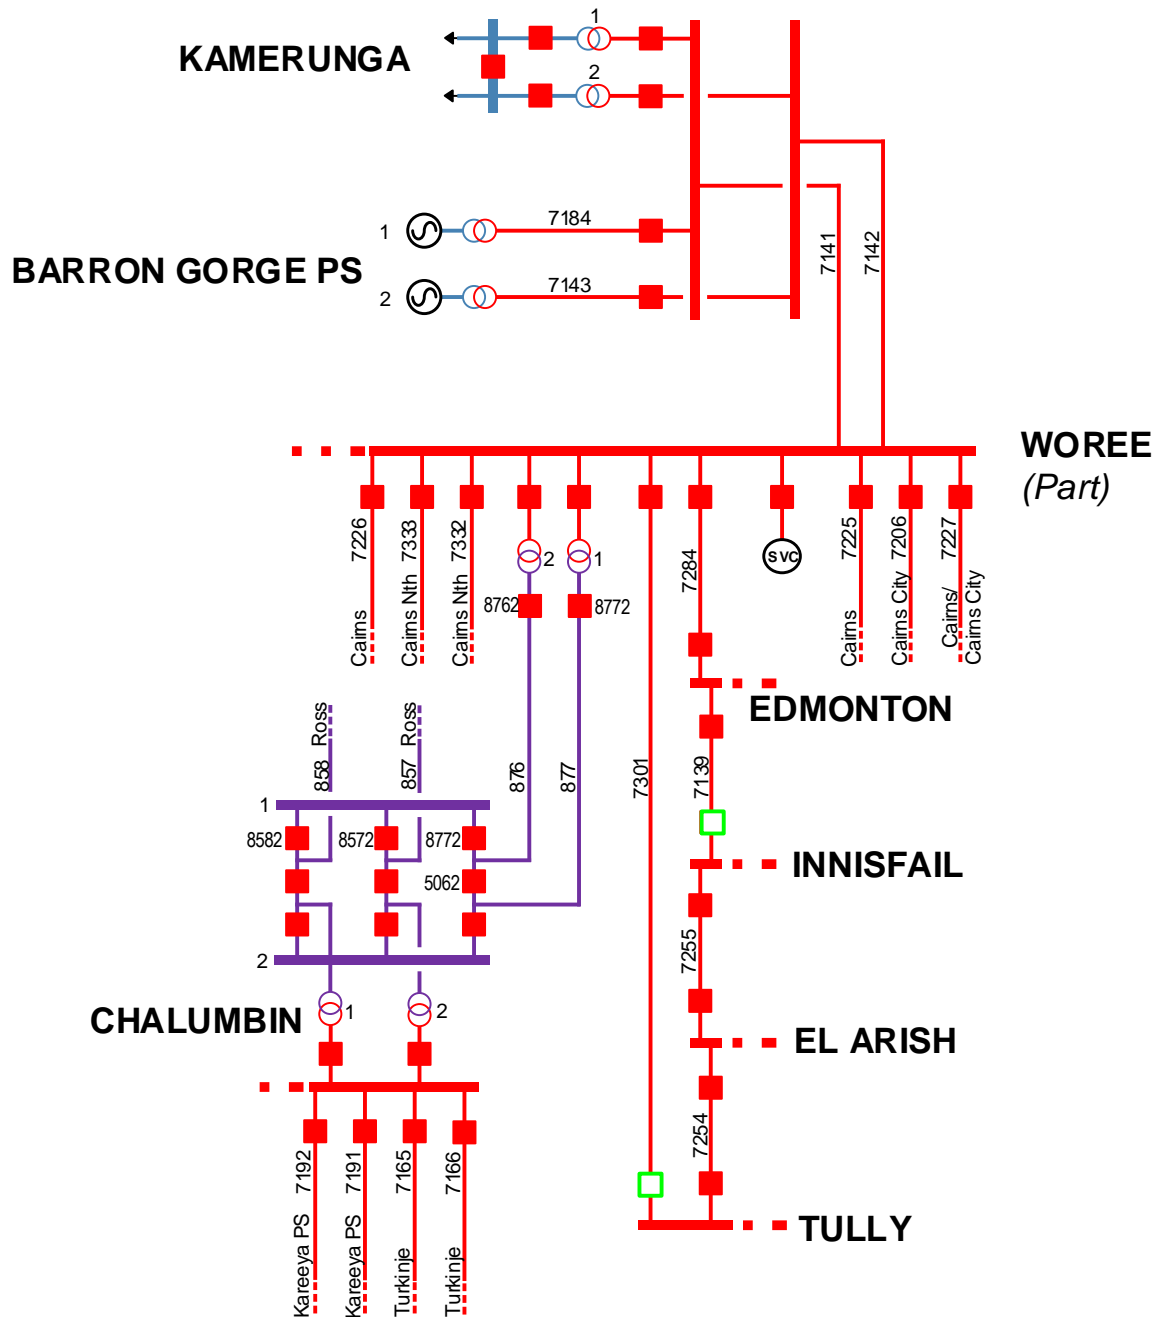 1
KAMERUNGA
2
7184
1
BARRON GORGE PS
7143
2
7141
7142
WOREE
(Part)
7226
Cairns
7333
Cairns Nth
7332
Cairns Nth
2
1
8762
8772
7284
SVC
7225
Cairns
7206
Cairns City
7227
Cairns/
Cairns City
EDMONTON
858 Ross
857 Ross
876
877
7301
7139
1
8582
8572
8772
5062
INNISFAIL
2
7255
CHALUMBIN
1
2
EL ARISH
7254
Kareeya PS 7192
Kareeya PS 7191
Turkinje 7165
Turkinje 7166
TULLY